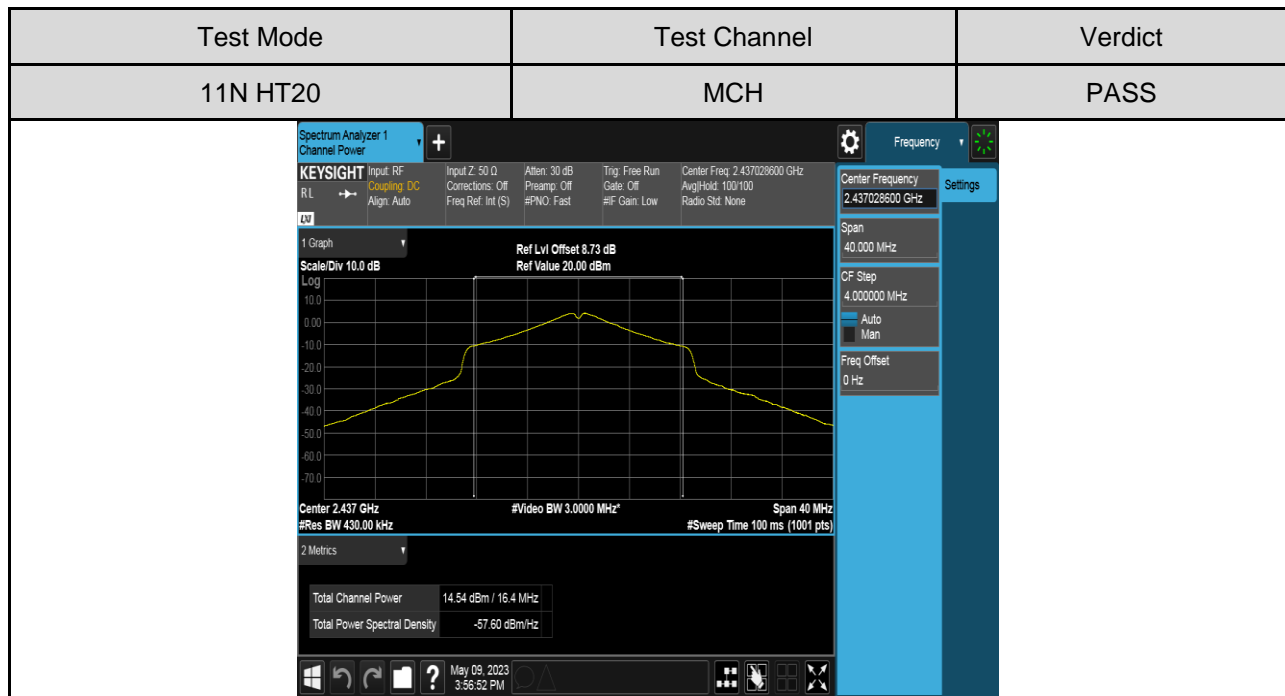 Test Mode Test Channel Verdict
11N HT20 MCH PASS
Spectrum Analyzer 1
Channel Power
+
Frequency
KEYSIGHT
RL
LXI
Input: RF
Coupling: DC
Align: Auto
Input Z: 50 Ω
Corrections: Off
Freq Ref: Int (S)
Atten: 30 dB
Preamp: Off
#PNO: Fast
Trig: Free Run
Gate: Off
#IF Gain: Low
Center Freq: 2.437028600 GHz
Avg|Hold: 100/100
Radio Std: None
Center Frequency
2.437028600 GHz
Settings
Span
40.000 MHz
CF Step
4.000000 MHz
Auto
Man
Freq Offset
0 Hz
1 Graph
Ref Lvl Offset 8.73 dB
Scale/Div 10.0 dB
Ref Value 20.00 dBm
Log
10.0
0.00
-10.0
-20.0
-30.0
-40.0
-50.0
-60.0
-70.0
Center 2.437 GHz
#Video BW 3.0000 MHz*
Span 40 MHz
#Res BW 430.00 kHz
#Sweep Time 100 ms (1001 pts)
2 Metrics
Total Channel Power 14.54 dBm / 16.4 MHz
Total Power Spectral Density -57.60 dBm/Hz
?
May 09, 2023
3:56:52 PM